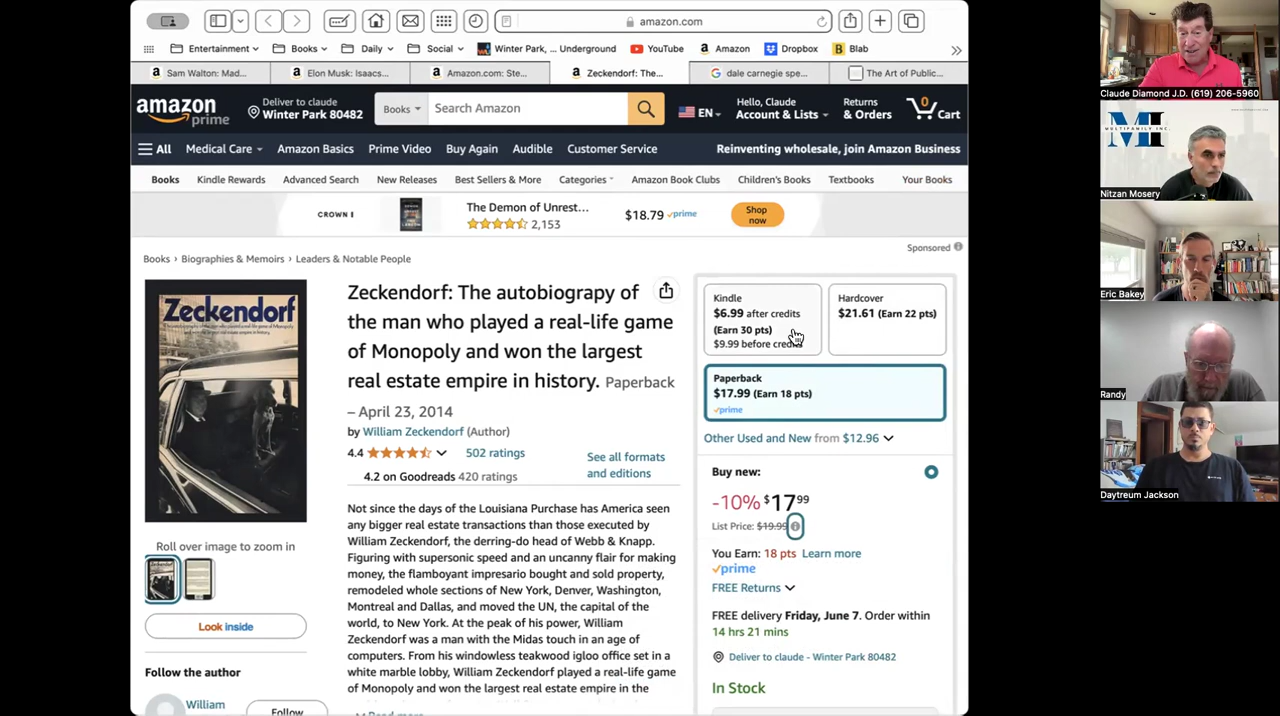 amazon.com
Entertainment
Books
Daily
Social
Winter Park, ... Underground
YouTube
Amazon
Dropbox
Blab
Sam Walton: Mad...
Elon Musk: Isaacs...
Amazon.com: Ste...
Zeckendorf: The...
dale carnegie spe...
The Art of Public...
amazon
prime
Deliver to claude
Winter Park 80482
Books
Search Amazon
EN
Hello, Claude
Account & Lists
Returns
& Orders
0
Cart
All
Medical Care
Amazon Basics
Prime Video
Buy Again
Audible
Customer Service
Reinventing wholesale, join Amazon Business
Books
Kindle Rewards
Advanced Search
New Releases
Best Sellers & More
Categories
Amazon Book Clubs
Children's Books
Textbooks
Your Books
CROWN
The Demon of Unrest...
2,153
$18.79 prime
Shop
now
Sponsored
Books › Biographies & Memoirs › Leaders & Notable People
Zeckendorf
Zeckendorf: The autobiograpy of
the man who played a real-life game
of Monopoly and won the largest
real estate empire in history. Paperback
– April 23, 2014
by William Zeckendorf (Author)
4.4
502 ratings
4.2 on Goodreads 420 ratings
See all formats
and editions
Not since the days of the Louisiana Purchase has America seen
any bigger real estate transactions than those executed by
William Zeckendorf, the derring-do head of Webb & Knapp.
Figuring with supersonic speed and an uncanny flair for making
money, the flamboyant impresario bought and sold property,
remodeled whole sections of New York, Denver, Washington,
Montreal and Dallas, and moved the UN, the capital of the
world, to New York. At the peak of his power, William
Zeckendorf was a man with the Midas touch in an age of
computers. From his windowless teakwood igloo office set in a
white marble lobby, William Zeckendorf played a real-life game
of Monopoly and won the largest real estate empire in the
Read more
Roll over image to zoom in
Look inside
Follow the author
William
Follow
Kindle
$6.99 after credits
(Earn 30 pts)
$9.99 before credits
Hardcover
$21.61 (Earn 22 pts)
Paperback
$17.99 (Earn 18 pts)
prime
Other Used and New from $12.96
Buy new:
-10% $17 99
List Price: $19.99
You Earn: 18 pts Learn more
prime
FREE Returns
FREE delivery Friday, June 7. Order within
14 hrs 21 mins
Deliver to claude - Winter Park 80482
In Stock
Claude Diamond J.D. (619) 206-5960
MI
MULTIFAMILY INC.
Nitzan Mosery
Eric Bakey
Randy
Daytreum Jackson